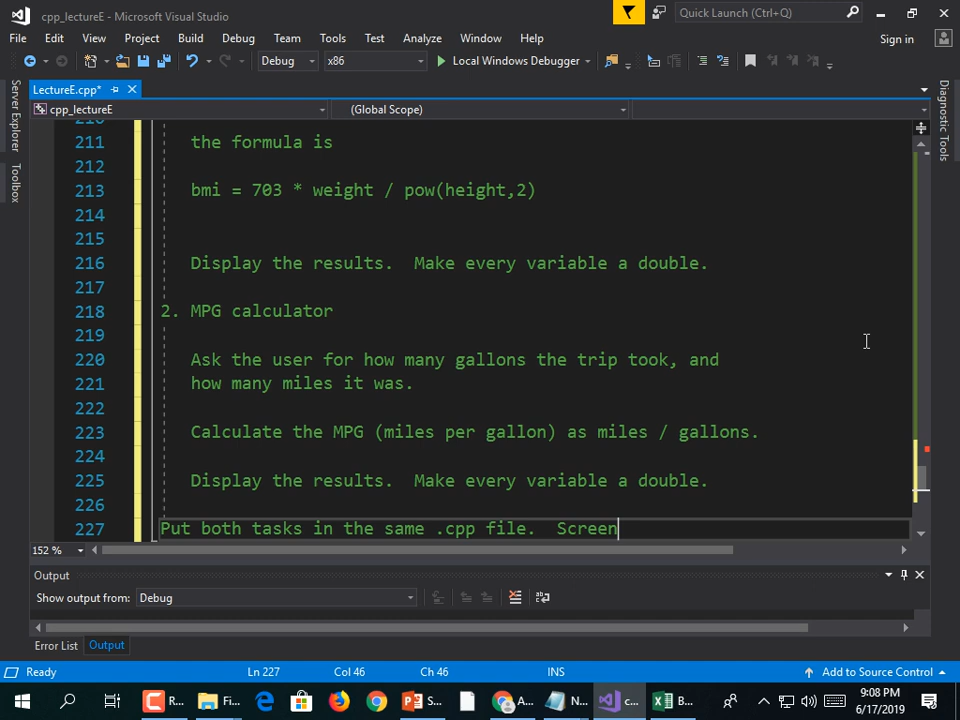 cpp_lectureE - Microsoft Visual Studio
Quick Launch (Ctrl+Q)
File Edit View Project Build Debug Team Tools Test Analyze Window Help Sign in
Debug x86 Local Windows Debugger
LectureE.cpp*
cpp_lectureE (Global Scope)
Server Explorer
Toolbox
Diagnostic Tools
211 the formula is
212
213 bmi = 703 * weight / pow(height,2)
214
215
216 Display the results.  Make every variable a double.
217
218 2. MPG calculator
219
220 Ask the user for how many gallons the trip took, and
221 how many miles it was.
222
223 Calculate the MPG (miles per gallon) as miles / gallons.
224
225 Display the results.  Make every variable a double.
226
227 Put both tasks in the same .cpp file.  Screen
152 %
Output
Show output from: Debug
Error List Output
Ready Ln 227 Col 46 Ch 46 INS Add to Source Control
R... Fi... S... A... N... c... B... 9:08 PM
6/17/2019